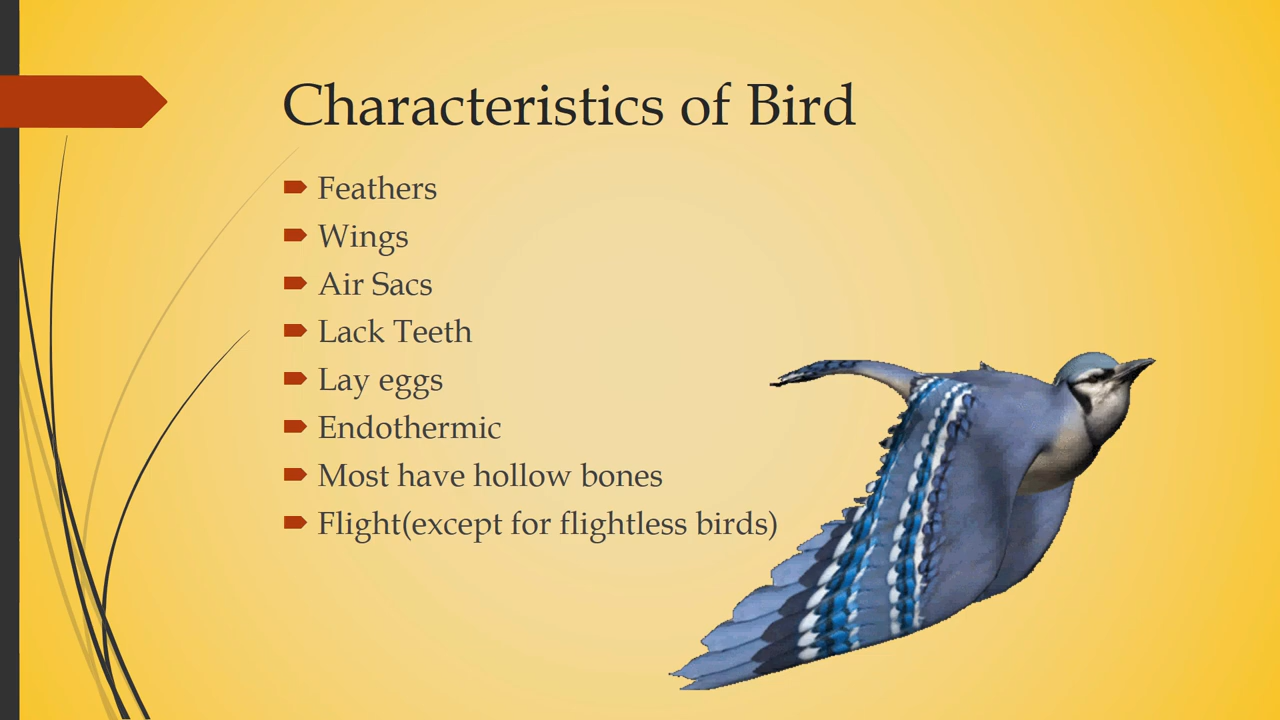 Characteristics of Bird
Feathers
Wings
Air Sacs
Lack Teeth
Lay eggs
Endothermic
Most have hollow bones
Flight(except for flightless birds)